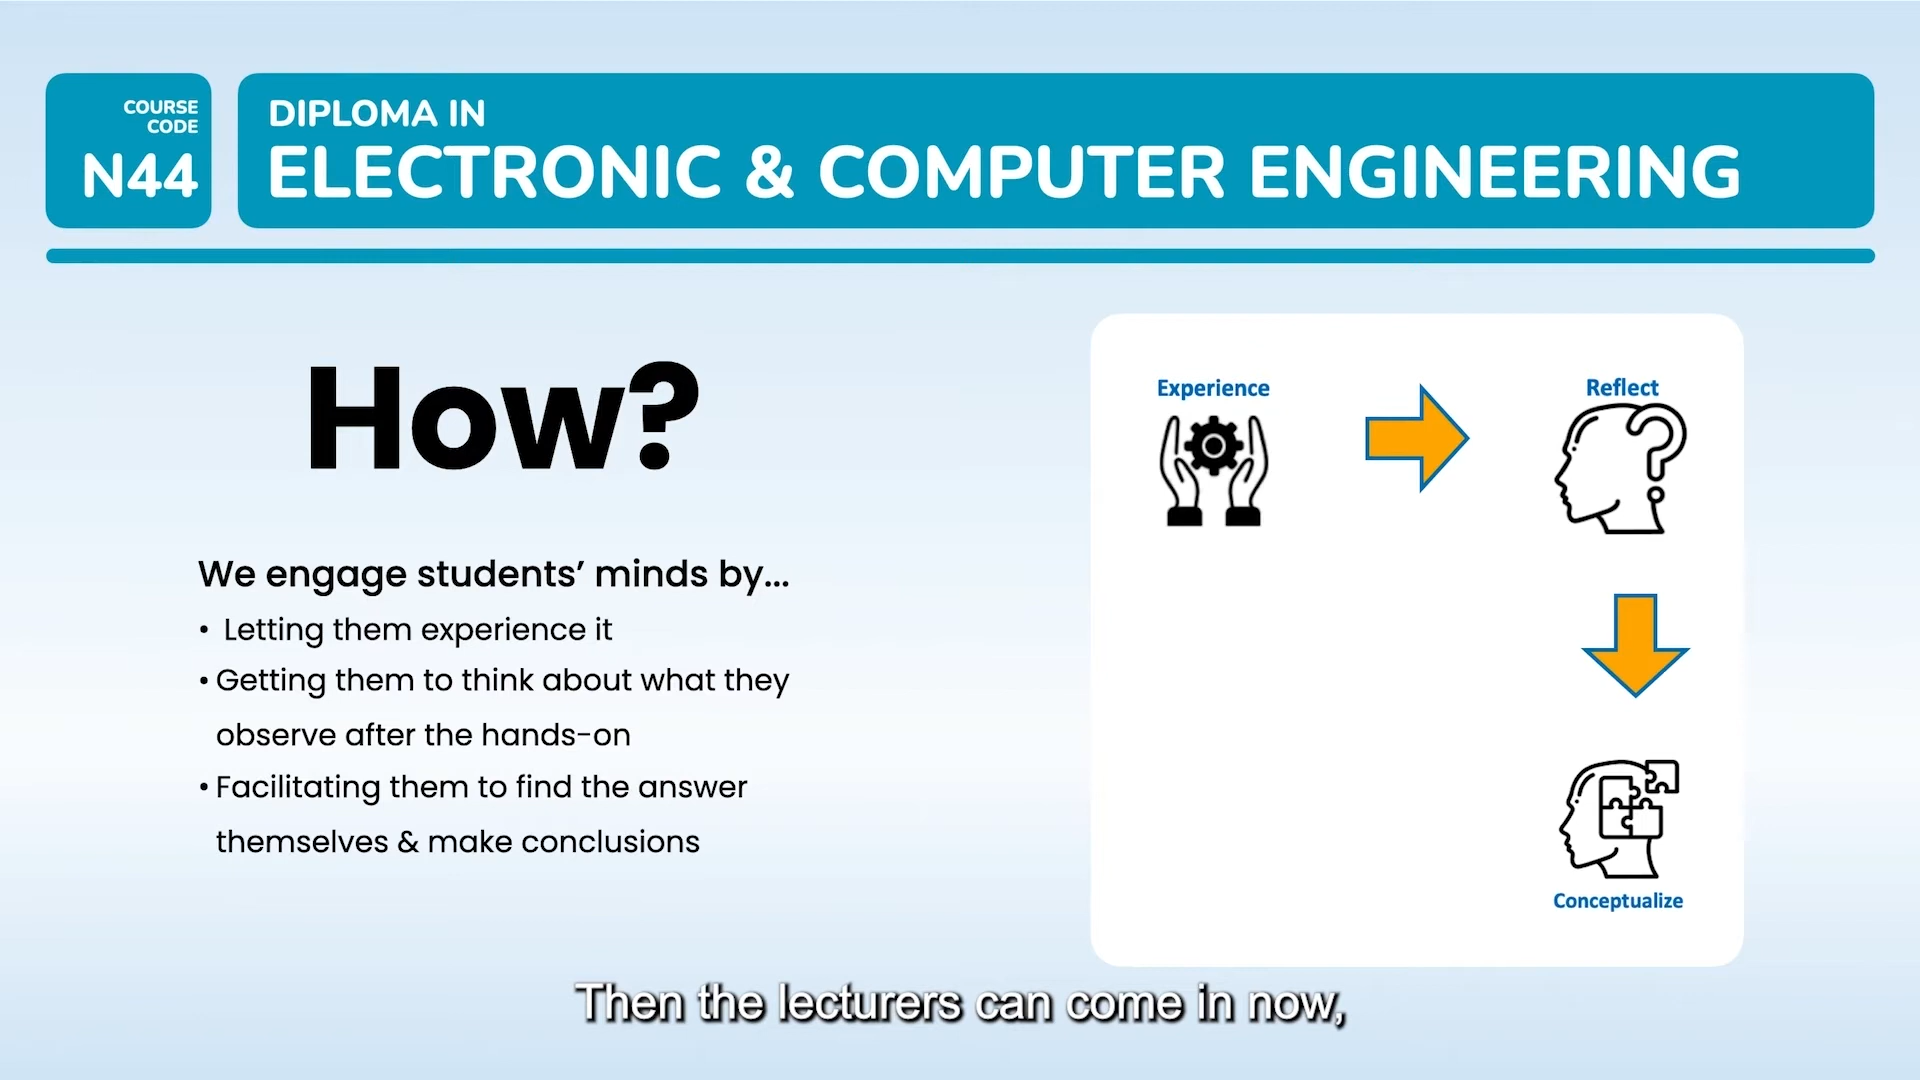 COURSE
CODE
N44
DIPLOMA IN
ELECTRONIC & COMPUTER ENGINEERING
How?
We engage students’ minds by...
• Letting them experience it
• Getting them to think about what they
observe after the hands-on
• Facilitating them to find the answer
themselves & make conclusions
Experience
Reflect
Conceptualize
Then the lecturers can come in now,